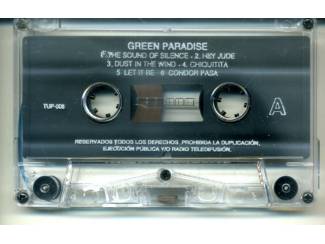 GREEN PARADISE
1. THE SOUND OF SILENCE - 2. HEY JUDE
3. DUST IN THE WIND - 4. CHIQUITITA
5 LET IT BE 6 CONDOR PASA
TUP-008
A
RESERVADOS TODOS LOS DERECHOS, PROHIBIDA LA DUPLICACIÓN,
EJECUCIÓN PÚBLICA Y/O RADIO TELEDIFUSIÓN.